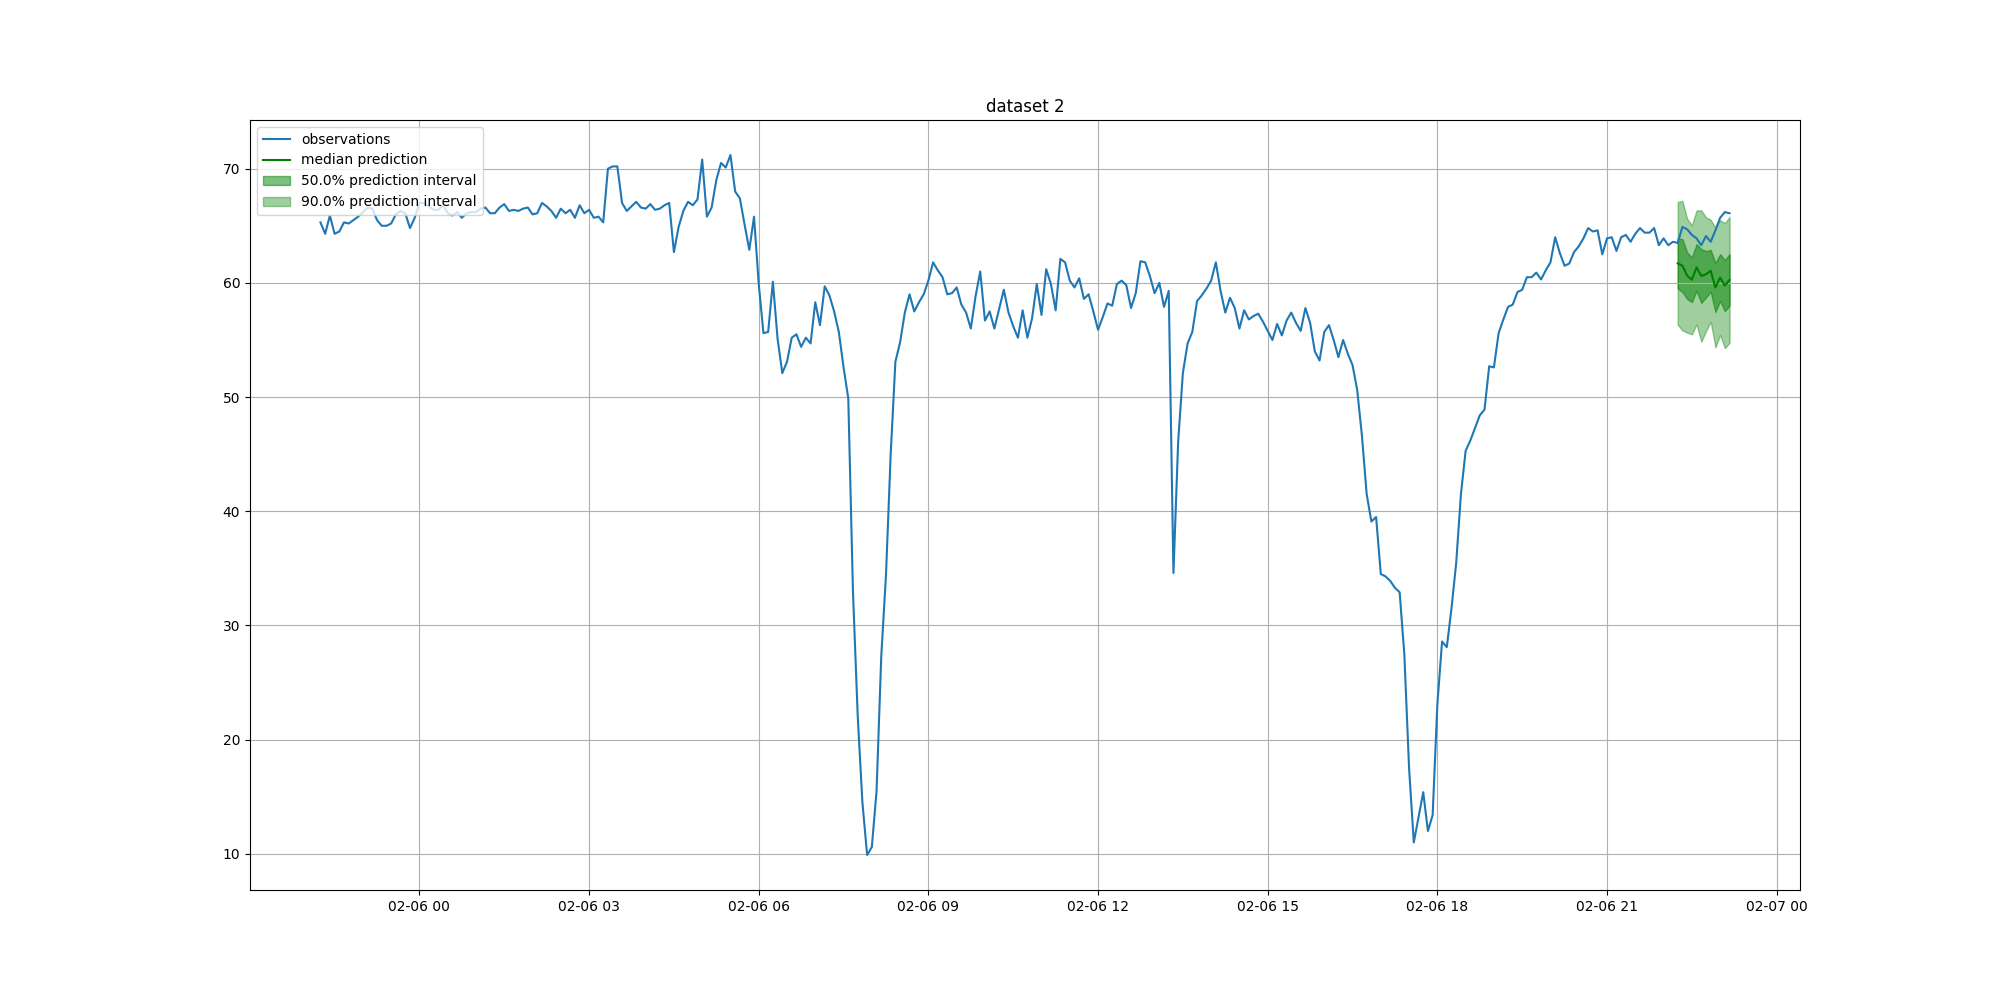 dataset 2
observations
median prediction
50.0% prediction interval
90.0% prediction interval
70
60
50
40
30
20
10
02-06 00 02-06 03 02-06 06 02-06 09 02-06 12 02-06 15 02-06 18 02-06 21 02-07 00